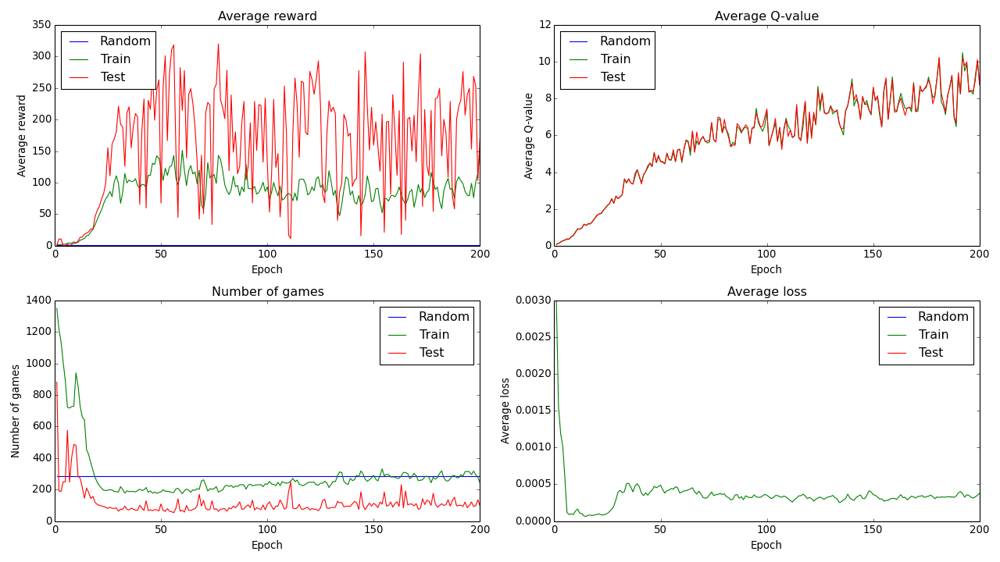 Average reward
350
300
250
200
150
100
50
0
Average reward
Random
Train
Test
0 50 100 150 200
Epoch
Average Q-value
12
10
8
6
4
2
0
Average Q-value
Random
Train
Test
0 50 100 150 200
Epoch
Number of games
1400
1200
1000
800
600
400
200
0
Number of games
Random
Train
Test
0 50 100 150 200
Epoch
Average loss
0.0030
0.0025
0.0020
0.0015
0.0010
0.0005
0.0000
Average loss
Random
Train
Test
0 50 100 150 200
Epoch